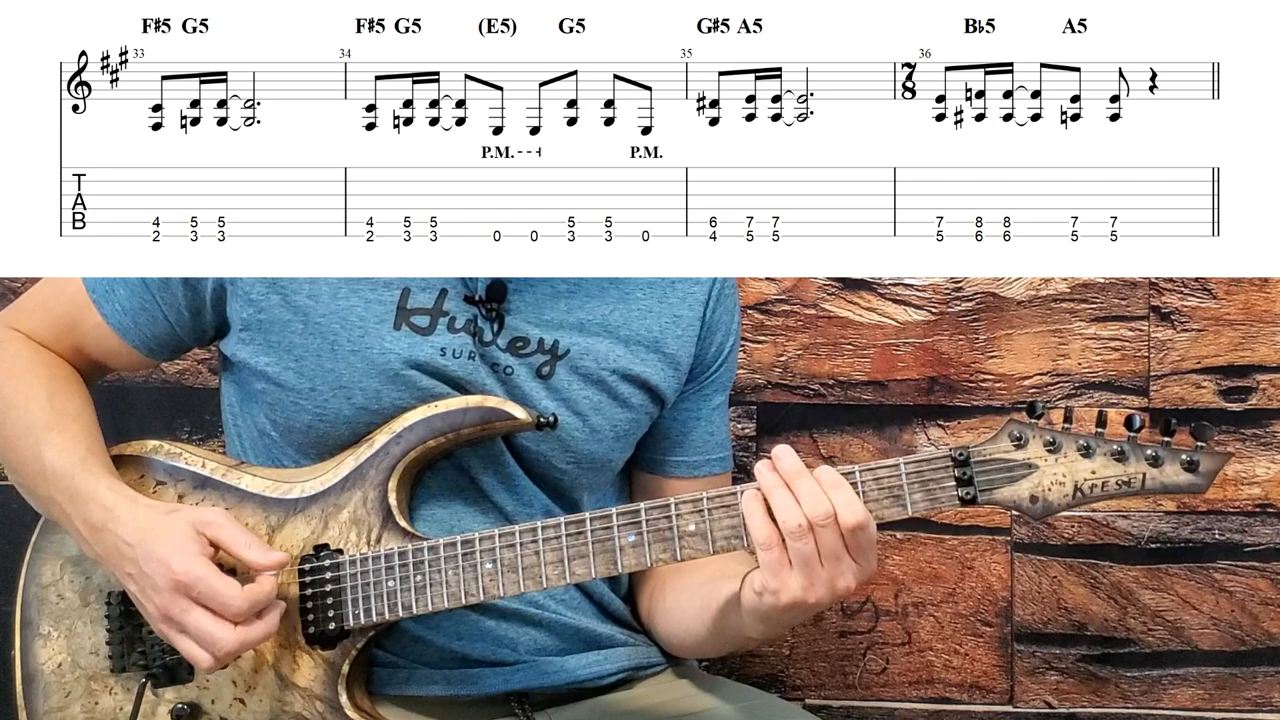 F♯5 G5 F♯5 G5 (E5) G5 G♯5 A5 B♭5 A5
33 34 35 36
7
8
P.M. P.M.
T
A
B
4 5 5 4 5 5 5 5 6 7 7 7 8 8 7 7
2 3 3 2 3 3 0 0 3 3 0 4 5 5 5 6 6 5 5
Hurley
SURF CO
KIESEL